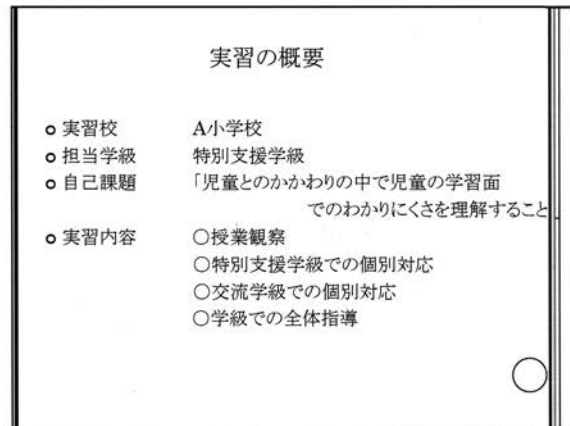 実習の概要
実習校 A小学校
担当学級 特別支援学級
自己課題 「児童とのかかわりの中で児童の学習面
でのわかりにくさを理解すること
実習内容 ○授業観察
○特別支援学級での個別対応
○交流学級での個別対応
○学級での全体指導